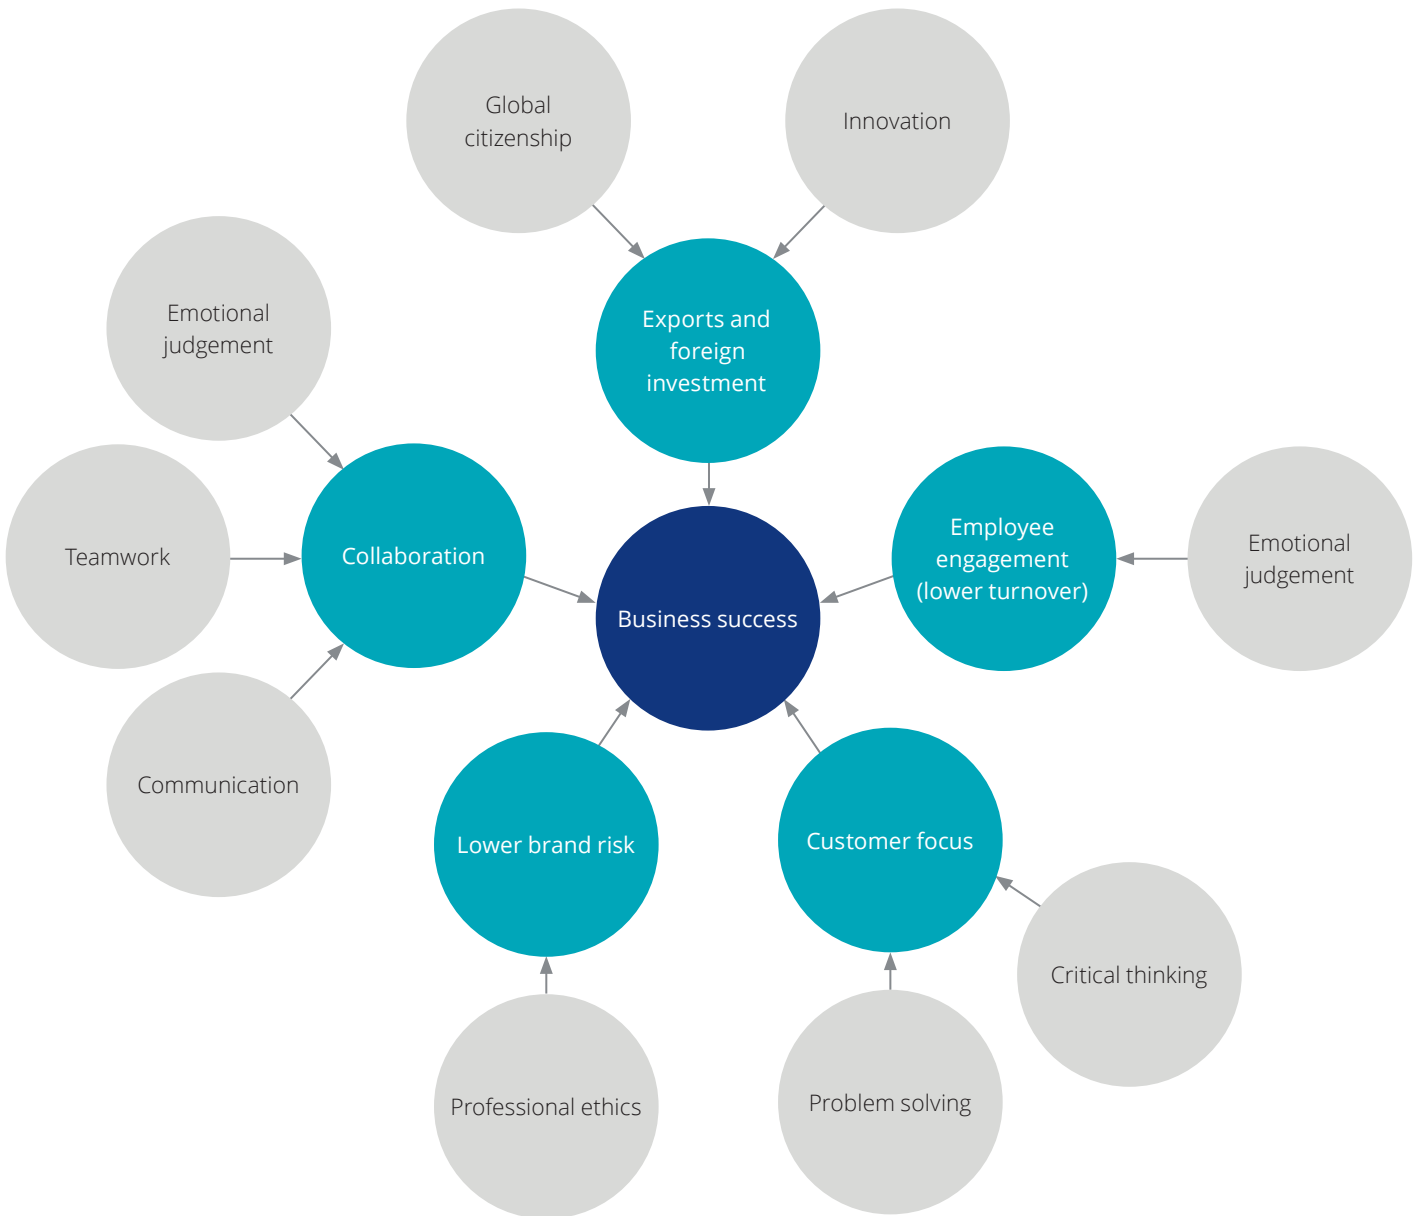 Global
citizenship
Innovation
Emotional
judgement
Exports and
foreign
investment
Teamwork
Collaboration
Employee
engagement
(lower turnover)
Emotional
judgement
Business success
Communication
Lower brand risk
Customer focus
Critical thinking
Professional ethics
Problem solving